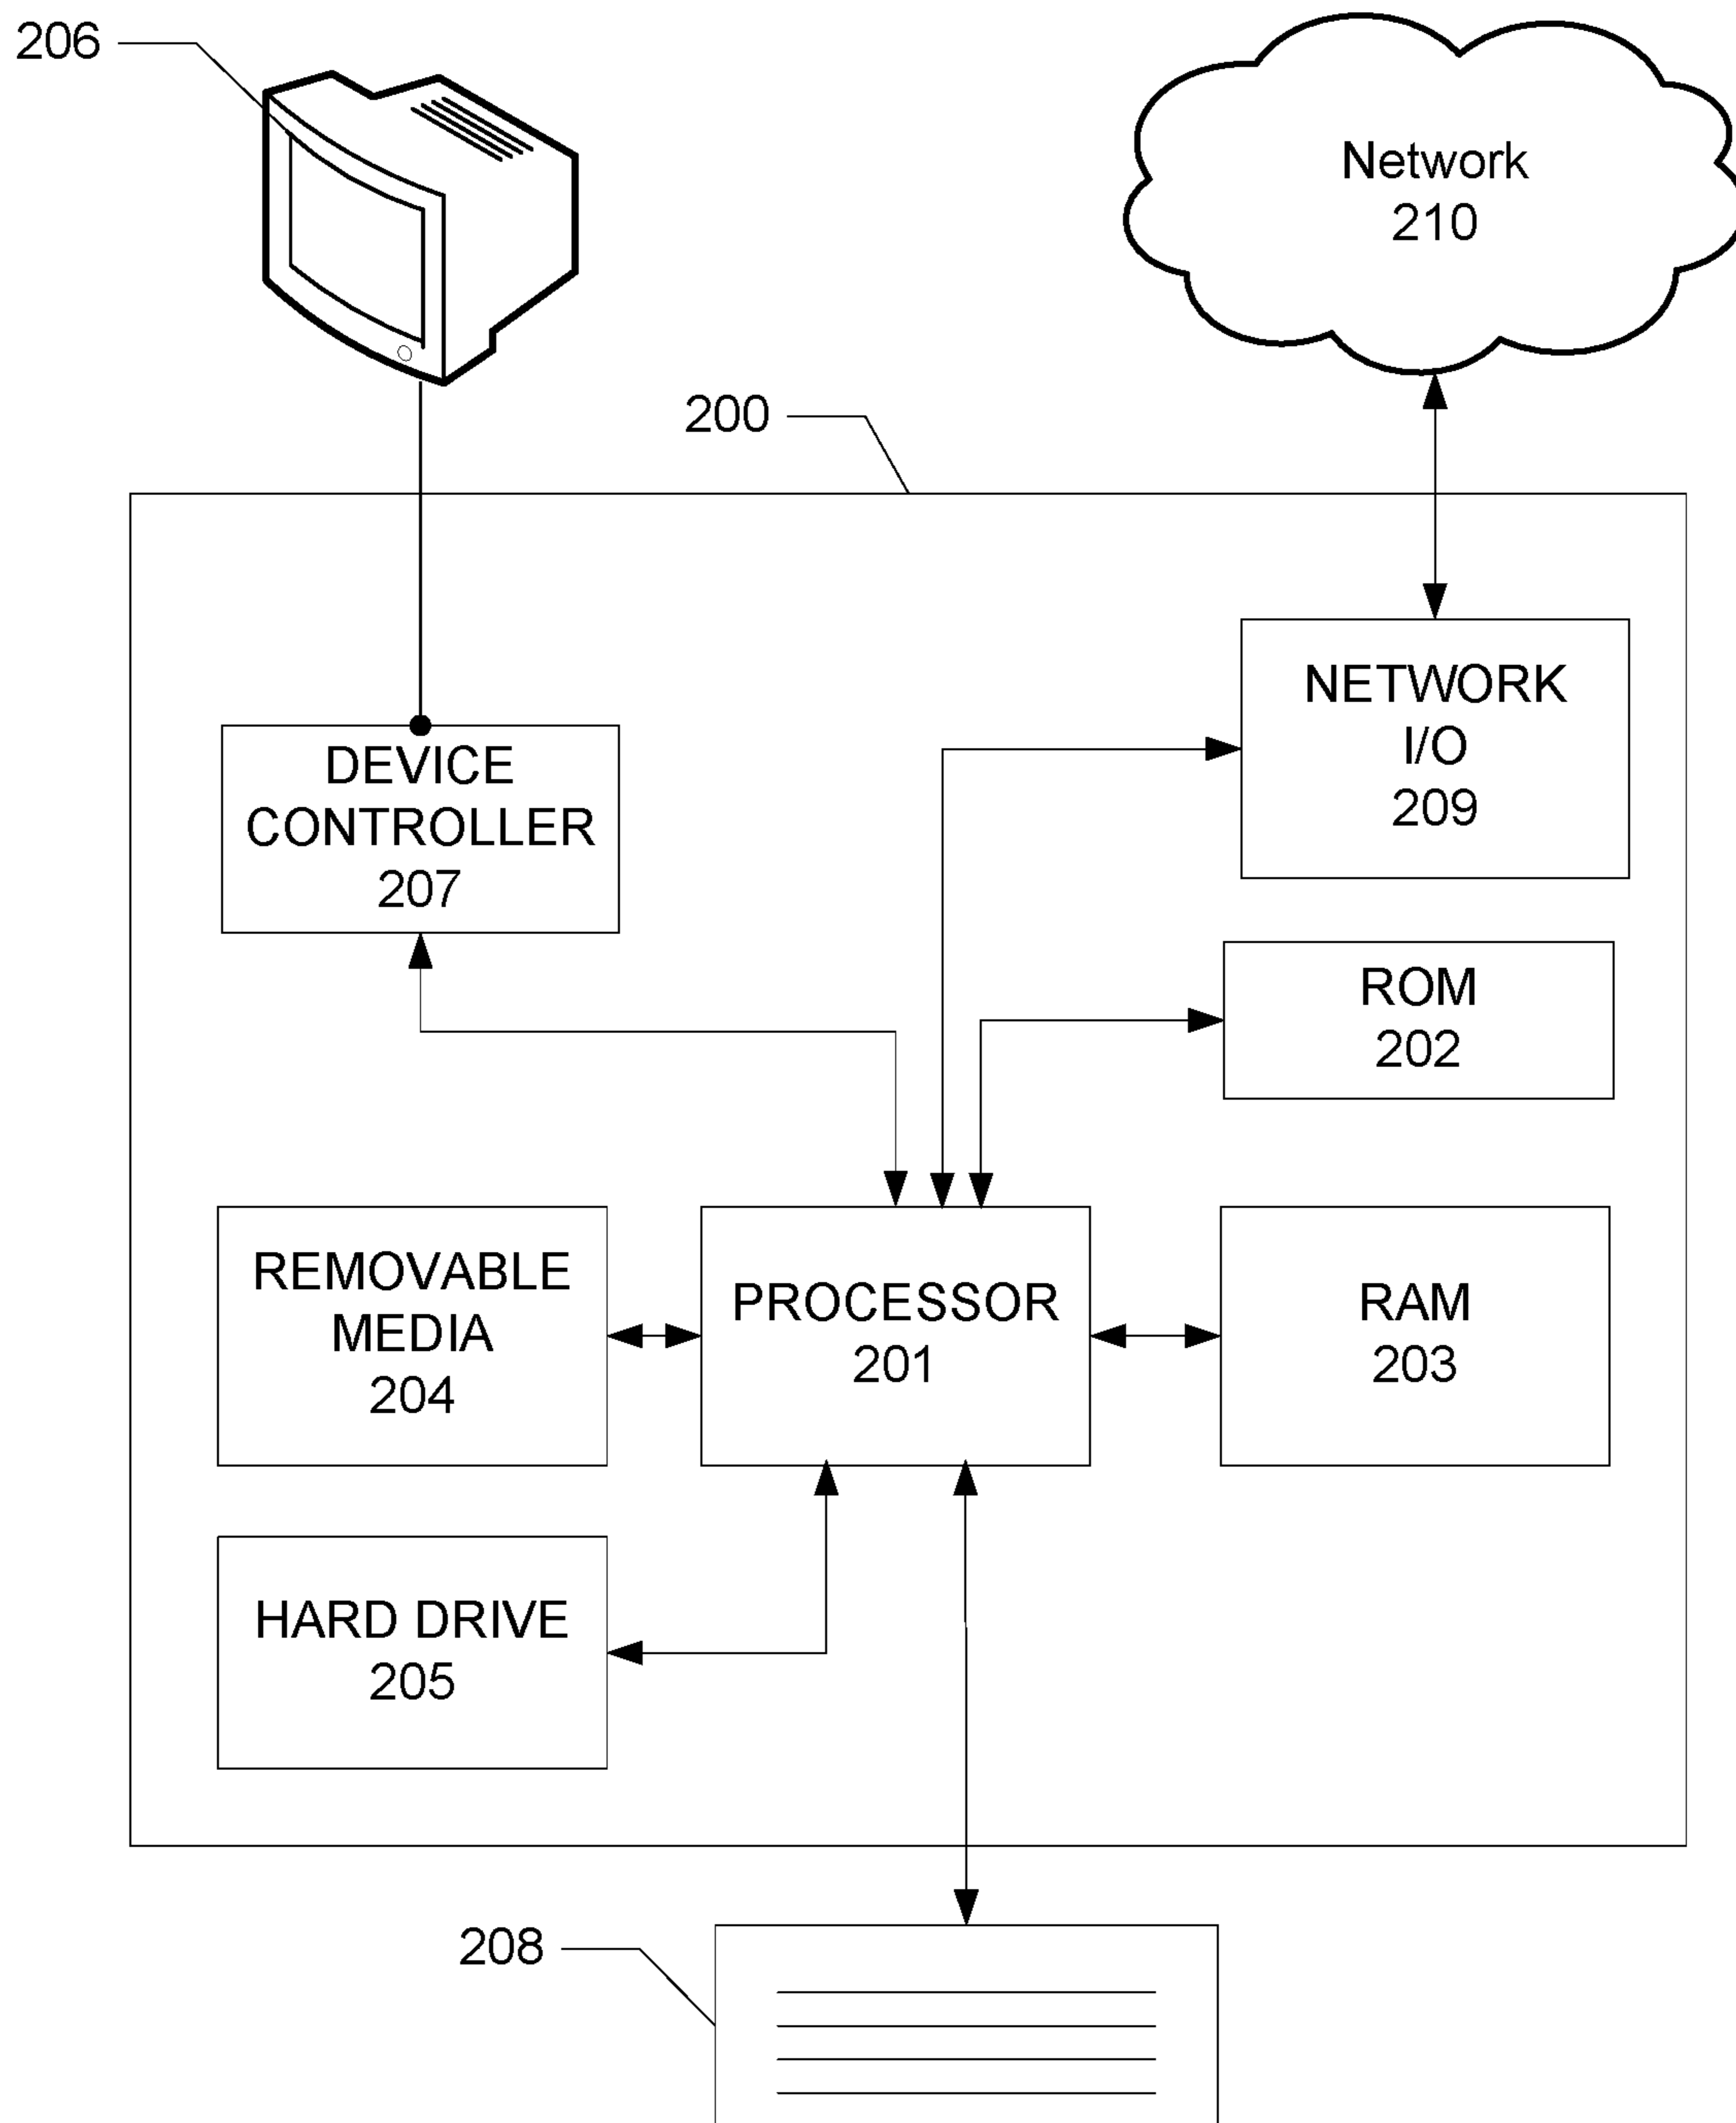 206
Network
210
200
NETWORK
I/O
209
DEVICE
CONTROLLER
207
ROM
202
REMOVABLE
MEDIA
204
PROCESSOR
201
RAM
203
HARD DRIVE
205
208